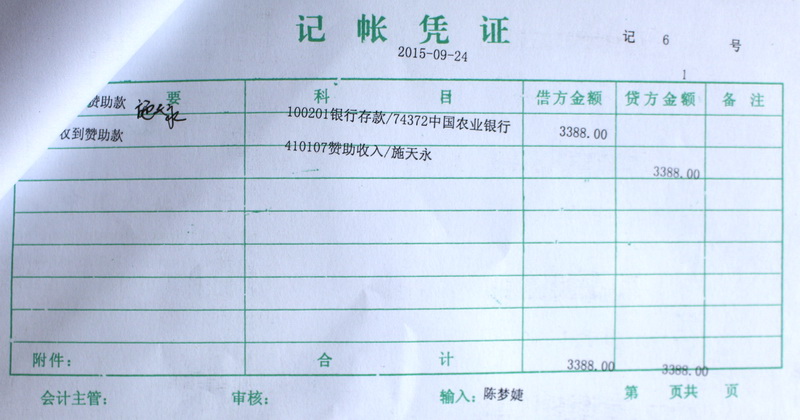 记帐凭证
2015-09-24
记 6 号
1
要 科 目 借方金额 贷方金额 备注
赞助款 施天永 100201银行存款/74372中国农业银行 3388.00
收到赞助款 410107赞助收入/施天永 3388.00
附件: 合 计 3388.00 3388.00
会计主管: 审核: 输入: 陈梦婕 第 页共 页